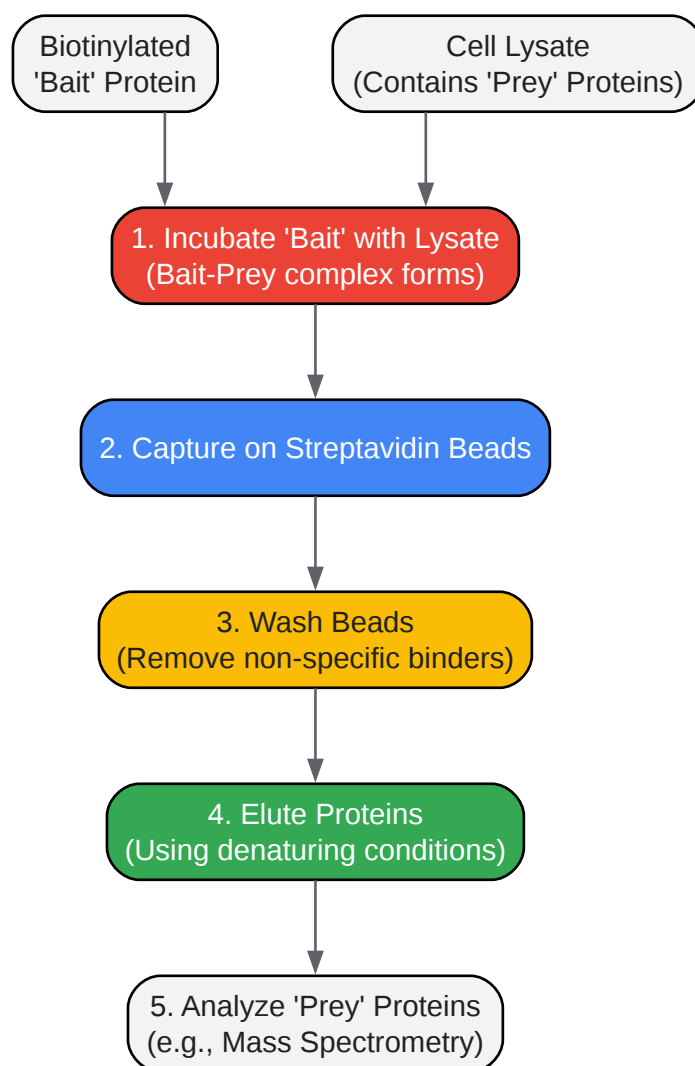 Biotinylated
'Bait' Protein
Cell Lysate
(Contains 'Prey' Proteins)
1. Incubate 'Bait' with Lysate
(Bait-Prey complex forms)
2. Capture on Streptavidin Beads
3. Wash Beads
(Remove non-specific binders)
4. Elute Proteins
(Using denaturing conditions)
5. Analyze 'Prey' Proteins
(e.g., Mass Spectrometry)